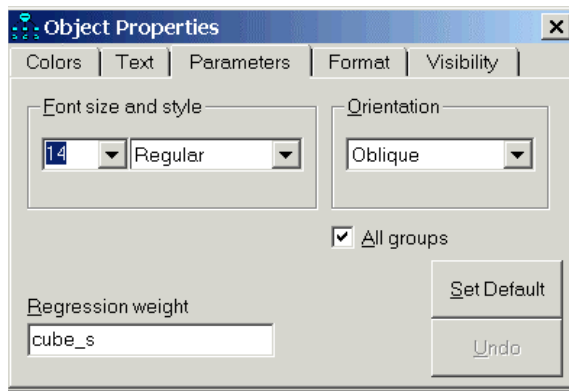 Object Properties
Colors Text Parameters Format Visibility
Font size and style
Orientation
14 Regular
Oblique
All groups
Set Default
Regression weight
cube_s
Undo